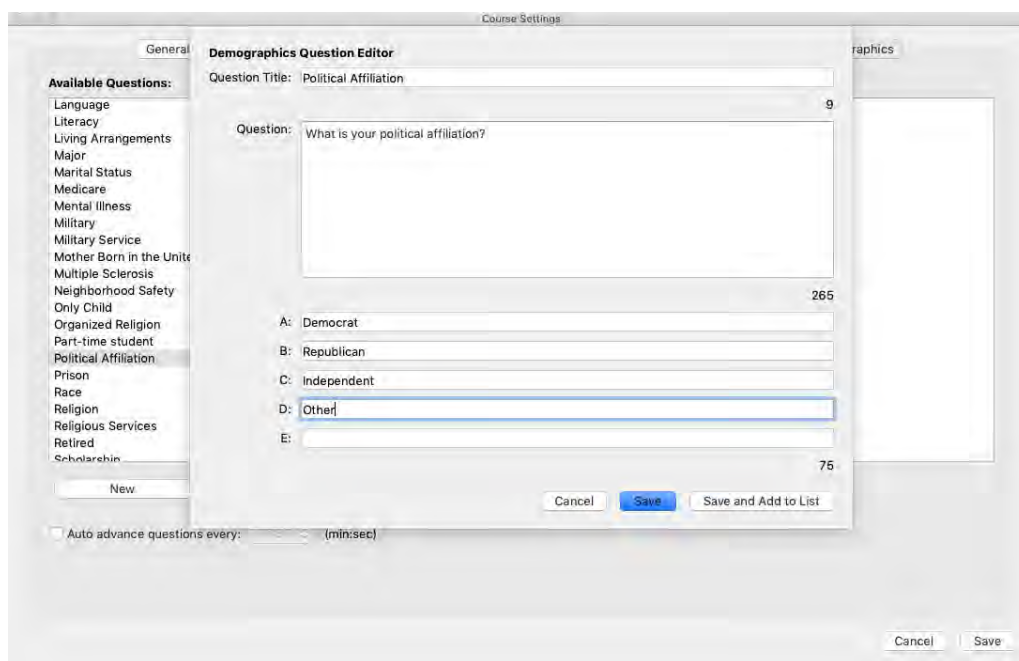 Course Settings
General
raphics
Demographics Question Editor
Question Title: Political Affiliation
9
Question: What is your political affiliation?
265
A: Democrat
B: Republican
C: Independent
D: Other
E:
75
Cancel Save Save and Add to List
Available Questions:
Language
Literacy
Living Arrangements
Major
Marital Status
Medicare
Mental Illness
Military
Military Service
Mother Born in the Unite
Multiple Sclerosis
Neighborhood Safety
Only Child
Organized Religion
Part-time student
Political Affiliation
Prison
Race
Religion
Religious Services
Retired
Scholarship
New
Auto advance questions every: (min:sec)
Cancel Save